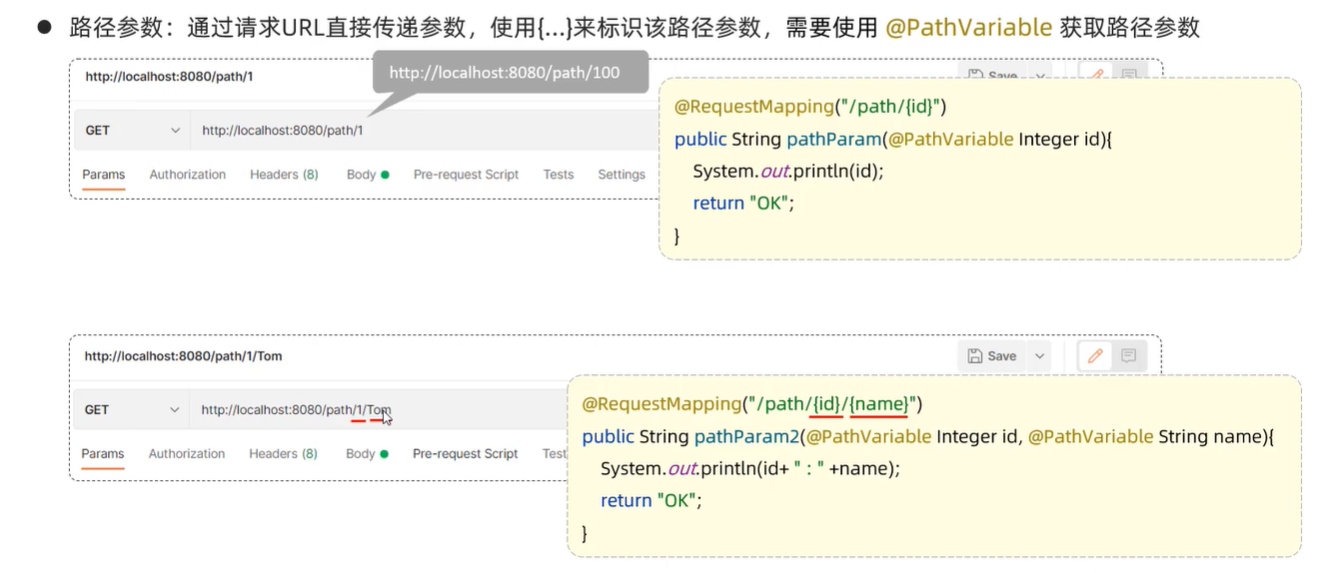 ● 路径参数：通过请求URL直接传递参数，使用{...}来标识该路径参数，需要使用 @PathVariable 获取路径参数
http://localhost:8080/path/1
http://localhost:8080/path/100
Save
GET http://localhost:8080/path/1
Params Authorization Headers (8) Body Pre-request Script Tests Settings
@RequestMapping("/path/{id}")
public String pathParam(@PathVariable Integer id){
System.out.println(id);
return "OK";
}
http://localhost:8080/path/1/Tom
Save
GET http://localhost:8080/path/1/Tom
Params Authorization Headers (8) Body Pre-request Script Test
@RequestMapping("/path/{id}/{name}")
public String pathParam2(@PathVariable Integer id, @PathVariable String name){
System.out.println(id+ " : " +name);
return "OK";
}